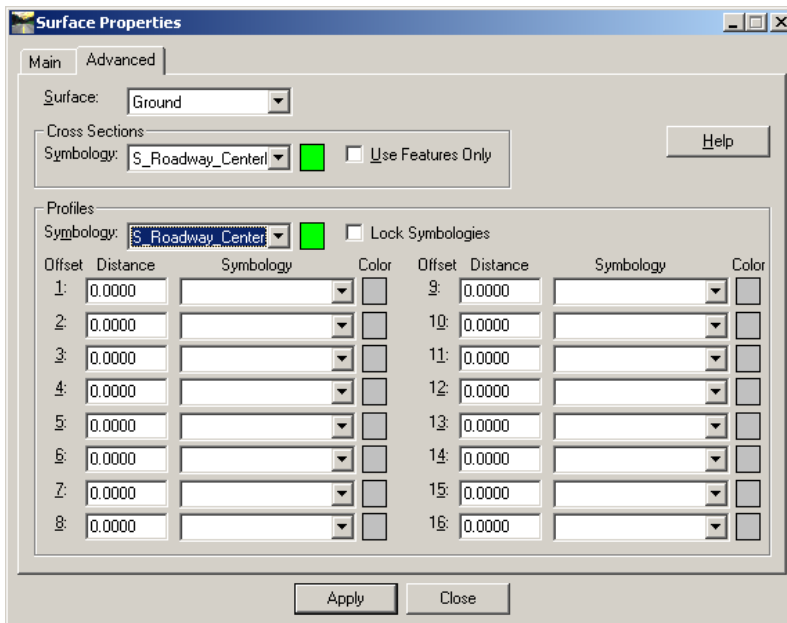 Surface Properties
Main Advanced
Surface: Ground
Cross Sections
Symbology: S_Roadway_Centerl Use Features Only Help
Profiles
Symbology: S_Roadway_Center Lock Symbologies
Offset Distance Symbology Color Offset Distance Symbology Color
1: 0.0000 9: 0.0000
2: 0.0000 10: 0.0000
3: 0.0000 11: 0.0000
4: 0.0000 12: 0.0000
5: 0.0000 13: 0.0000
6: 0.0000 14: 0.0000
7: 0.0000 15: 0.0000
8: 0.0000 16: 0.0000
Apply Close